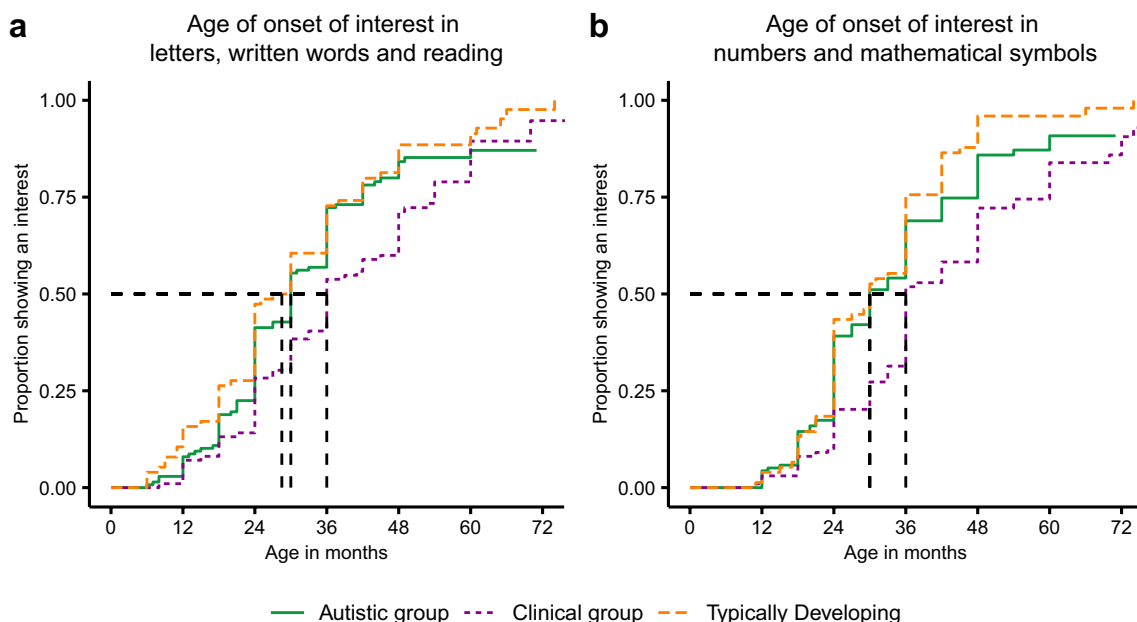 a
Age of onset of interest in
letters, written words and reading
Proportion showing an interest
1.00
0.75
0.50
0.25
0.00
0 12 24 36 48 60 72
Age in months
b
Age of onset of interest in
numbers and mathematical symbols
Proportion showing an interest
1.00
0.75
0.50
0.25
0.00
0 12 24 36 48 60 72
Age in months
Autistic group Clinical group Typically Developing